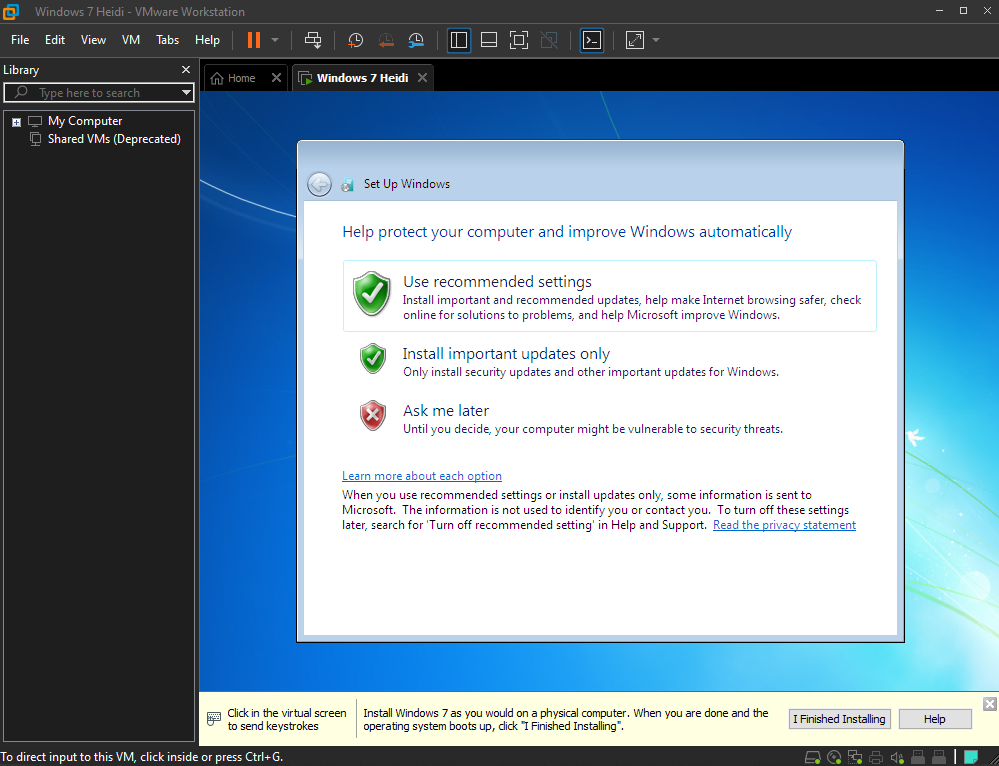 Windows 7 Heidi - VMware Workstation
File Edit View VM Tabs Help
Library
Type here to search
My Computer
Shared VMs (Deprecated)
Home
Windows 7 Heidi
Set Up Windows
Help protect your computer and improve Windows automatically
Use recommended settings
Install important and recommended updates, help make Internet browsing safer, check
online for solutions to problems, and help Microsoft improve Windows.
Install important updates only
Only install security updates and other important updates for Windows.
Ask me later
Until you decide, your computer might be vulnerable to security threats.
Learn more about each option
When you use recommended settings or install updates only, some information is sent to
Microsoft. The information is not used to identify you or contact you. To turn off these settings
later, search for 'Turn off recommended setting' in Help and Support. Read the privacy statement
Click in the virtual screen
to send keystrokes
Install Windows 7 as you would on a physical computer. When you are done and the
operating system boots up, click "I Finished Installing".
I Finished Installing
Help
To direct input to this VM, click inside or press Ctrl+G.